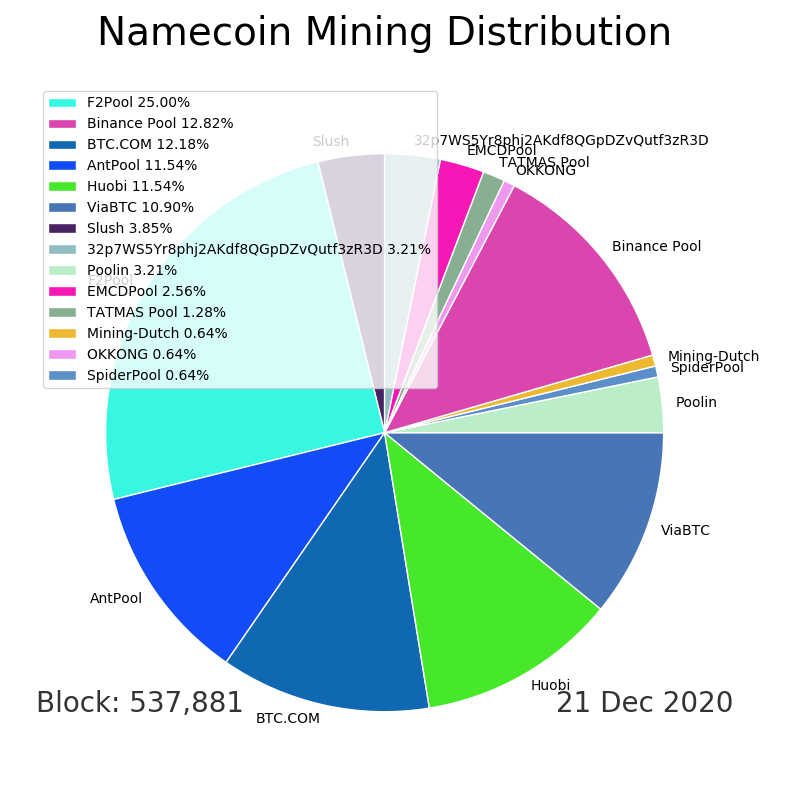 Namecoin Mining Distribution
F2Pool 25.00%
Binance Pool 12.82%
BTC.COM 12.18%
AntPool 11.54%
Huobi 11.54%
ViaBTC 10.90%
Slush 3.85%
32p7WS5Yr8phj2AKdf8QGpDZvQutf3zR3D 3.21%
Poolin 3.21%
EMCDPool 2.56%
TATMAS Pool 1.28%
Mining-Dutch 0.64%
OKKONG 0.64%
SpiderPool 0.64%
Slush
32p7WS5Yr8phj2AKdf8QGpDZvQutf3zR3D
EMCDPool
TATMAS Pool
OKKONG
Binance Pool
F2Pool
Mining-Dutch
SpiderPool
Poolin
ViaBTC
AntPool
Huobi
BTC.COM
Block: 537,881
21 Dec 2020